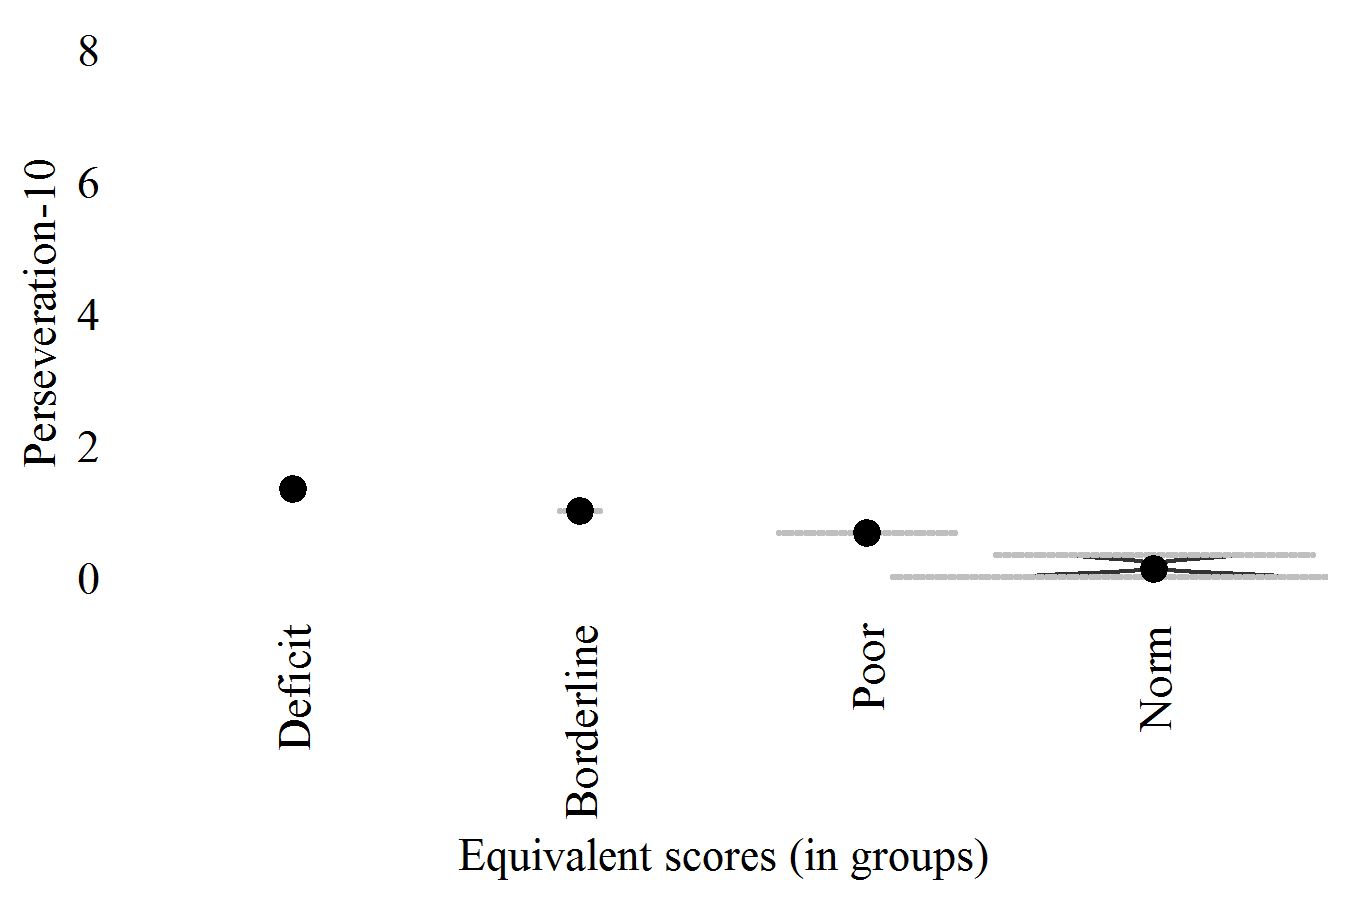 Perseveration-10
8
6
4
2
0
Deficit
Borderline
Poor
Norm
Equivalent scores (in groups)